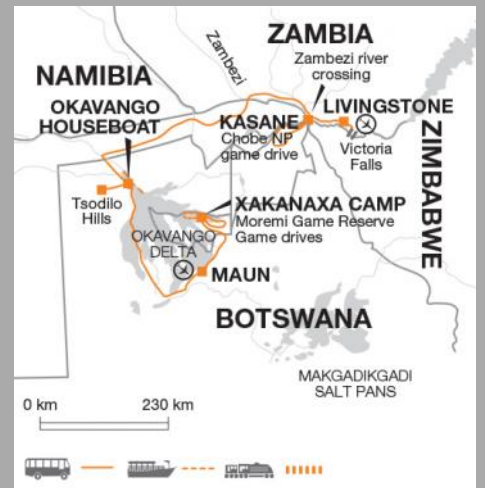 ZAMBIA
Zambezi
Zambezi river
crossing
NAMIBIA
OKAVANGO
HOUSEBOAT
LIVINGSTONE
KASANE
Chobe NP
game drive
Victoria
Falls
ZIMBABWE
Tsodilo
Hills
XAKANAXA CAMP
Moremi Game Reserve
Game drives
OKAVANGO
DELTA
MAUN
BOTSWANA
MAKGADIKGADI
SALT PANS
0 km 230 km